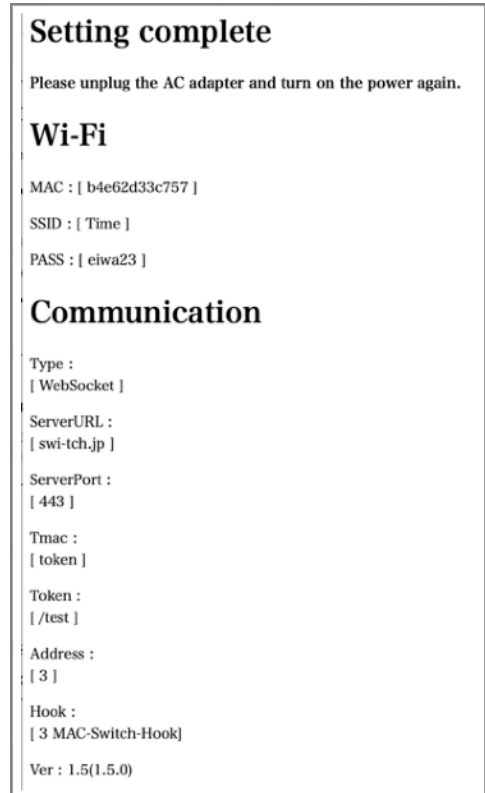 Setting complete
Please unplug the AC adapter and turn on the power again.
Wi-Fi
MAC : [ b4e62d33c757 ]
SSID : [ Time ]
PASS : [ eiwa23 ]
Communication
Type :
[ WebSocket ]
ServerURL :
[ swi-tch.jp ]
ServerPort :
[ 443 ]
Tmac :
[ token ]
Token :
[ /test ]
Address :
[ 3 ]
Hook :
[ 3 MAC-Switch-Hook]
Ver : 1.5(1.5.0)